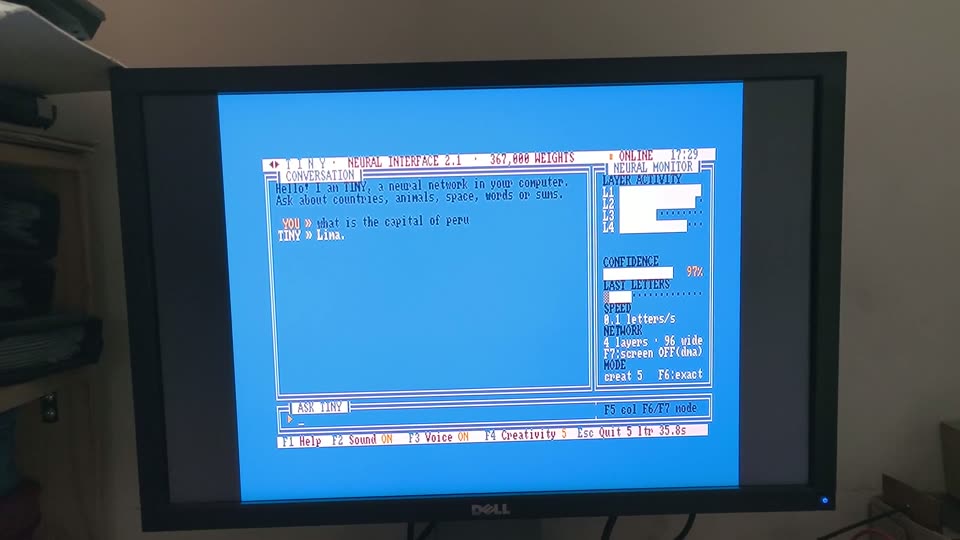 TINY · NEURAL INTERFACE 2.1 · 367,000 WEIGHTS ONLINE 17:29
CONVERSATION
Hello! I am TINY, a neural network in your computer.
Ask about countries, animals, space, words or sums.
YOU » what is the capital of peru
TINY » Lima.
NEURAL MONITOR
LAYER ACTIVITY
L1
L2
L3
L4
CONFIDENCE
97%
LAST LETTERS
SPEED
0.1 letters/s
NETWORK
4 layers · 96 wide
F7:screen OFF(dma)
MODE
creat 5 F6:exact
ASK TINY
F5 col F6/F7 mode
F1 Help F2 Sound ON F3 Voice ON F4 Creativity 5 Esc Quit 5 ltr 35.8s
DELL